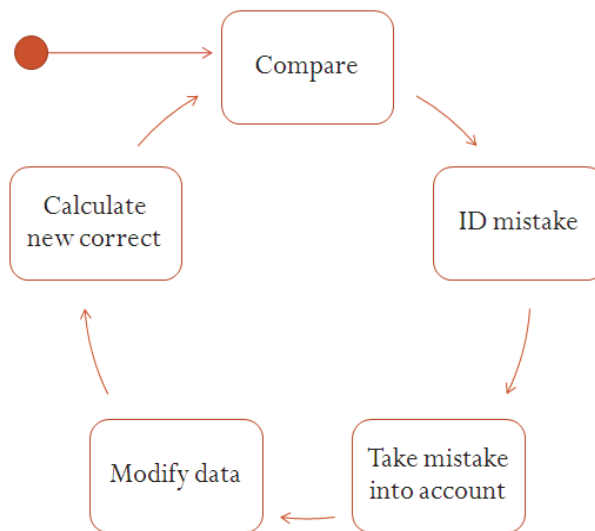 Compare
ID mistake
Take mistake
into account
Modify data
Calculate
new correct